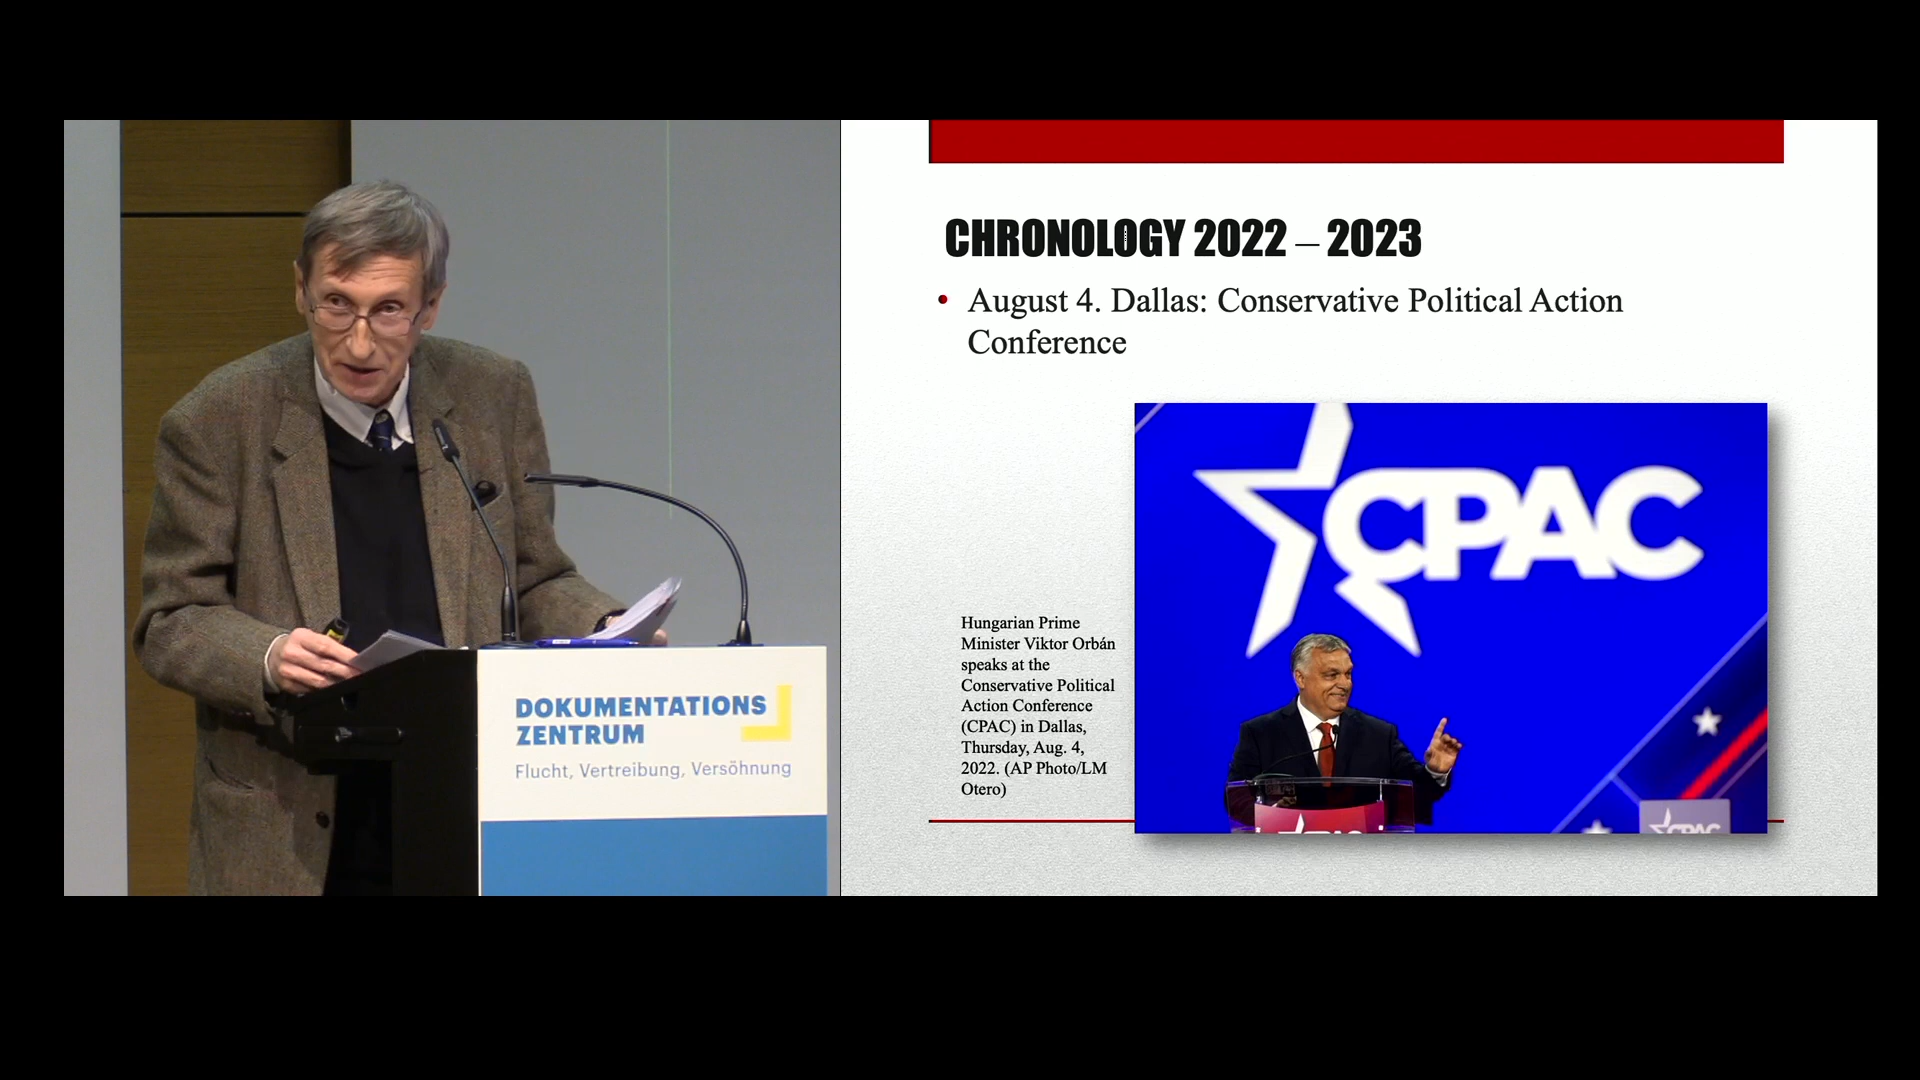 DOKUMENTATIONS
ZENTRUM
Flucht, Vertreibung, Versöhnung
CHRONOLOGY 2022 – 2023
• August 4. Dallas: Conservative Political Action
Conference
CPAC
Hungarian Prime
Minister Viktor Orbán
speaks at the
Conservative Political
Action Conference
(CPAC) in Dallas,
Thursday, Aug. 4,
2022. (AP Photo/LM
Otero)
CPAC
CPAC